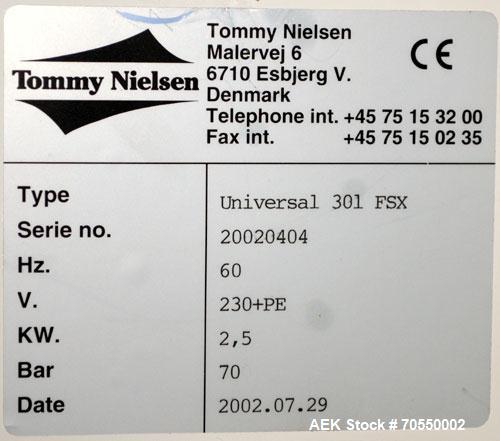 Tommy Nielsen
Tommy Nielsen
Malervej 6
6710 Esbjerg V.
Denmark
Telephone int. +45 75 15 32 00
Fax int. +45 75 15 02 35
CE
Type Universal 301 FSX
Serie no. 20020404
Hz. 60
V. 230+PE
KW. 2,5
Bar 70
Date 2002.07.29
AEK Stock # 70550002